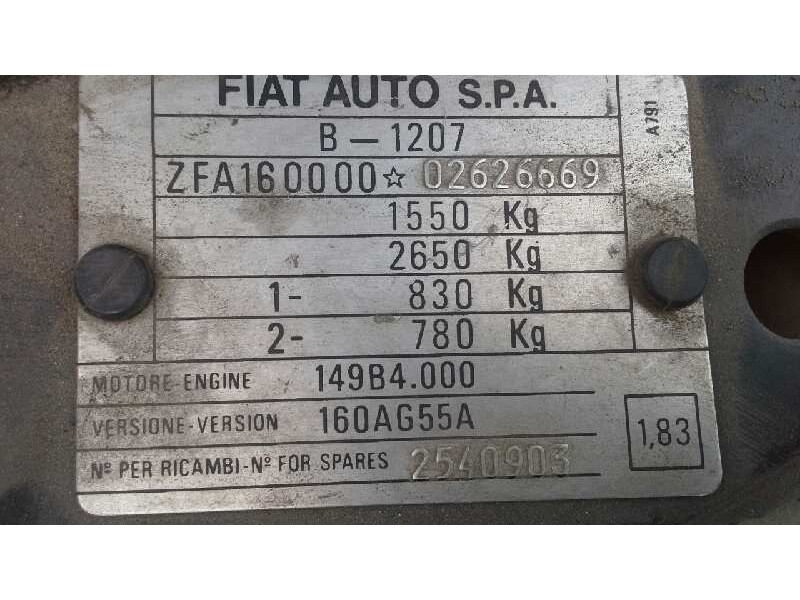 FIAT AUTO S.P.A.
B-1207
ZFA160000☆02626669
1550 Kg
2650 Kg
1- 830 Kg
2- 780 Kg
MOTORE-ENGINE 149B4.000
VERSIONE-VERSION 160AG55A
Nº PER RICAMBI-Nº FOR SPARES 2540903
1,83
A791